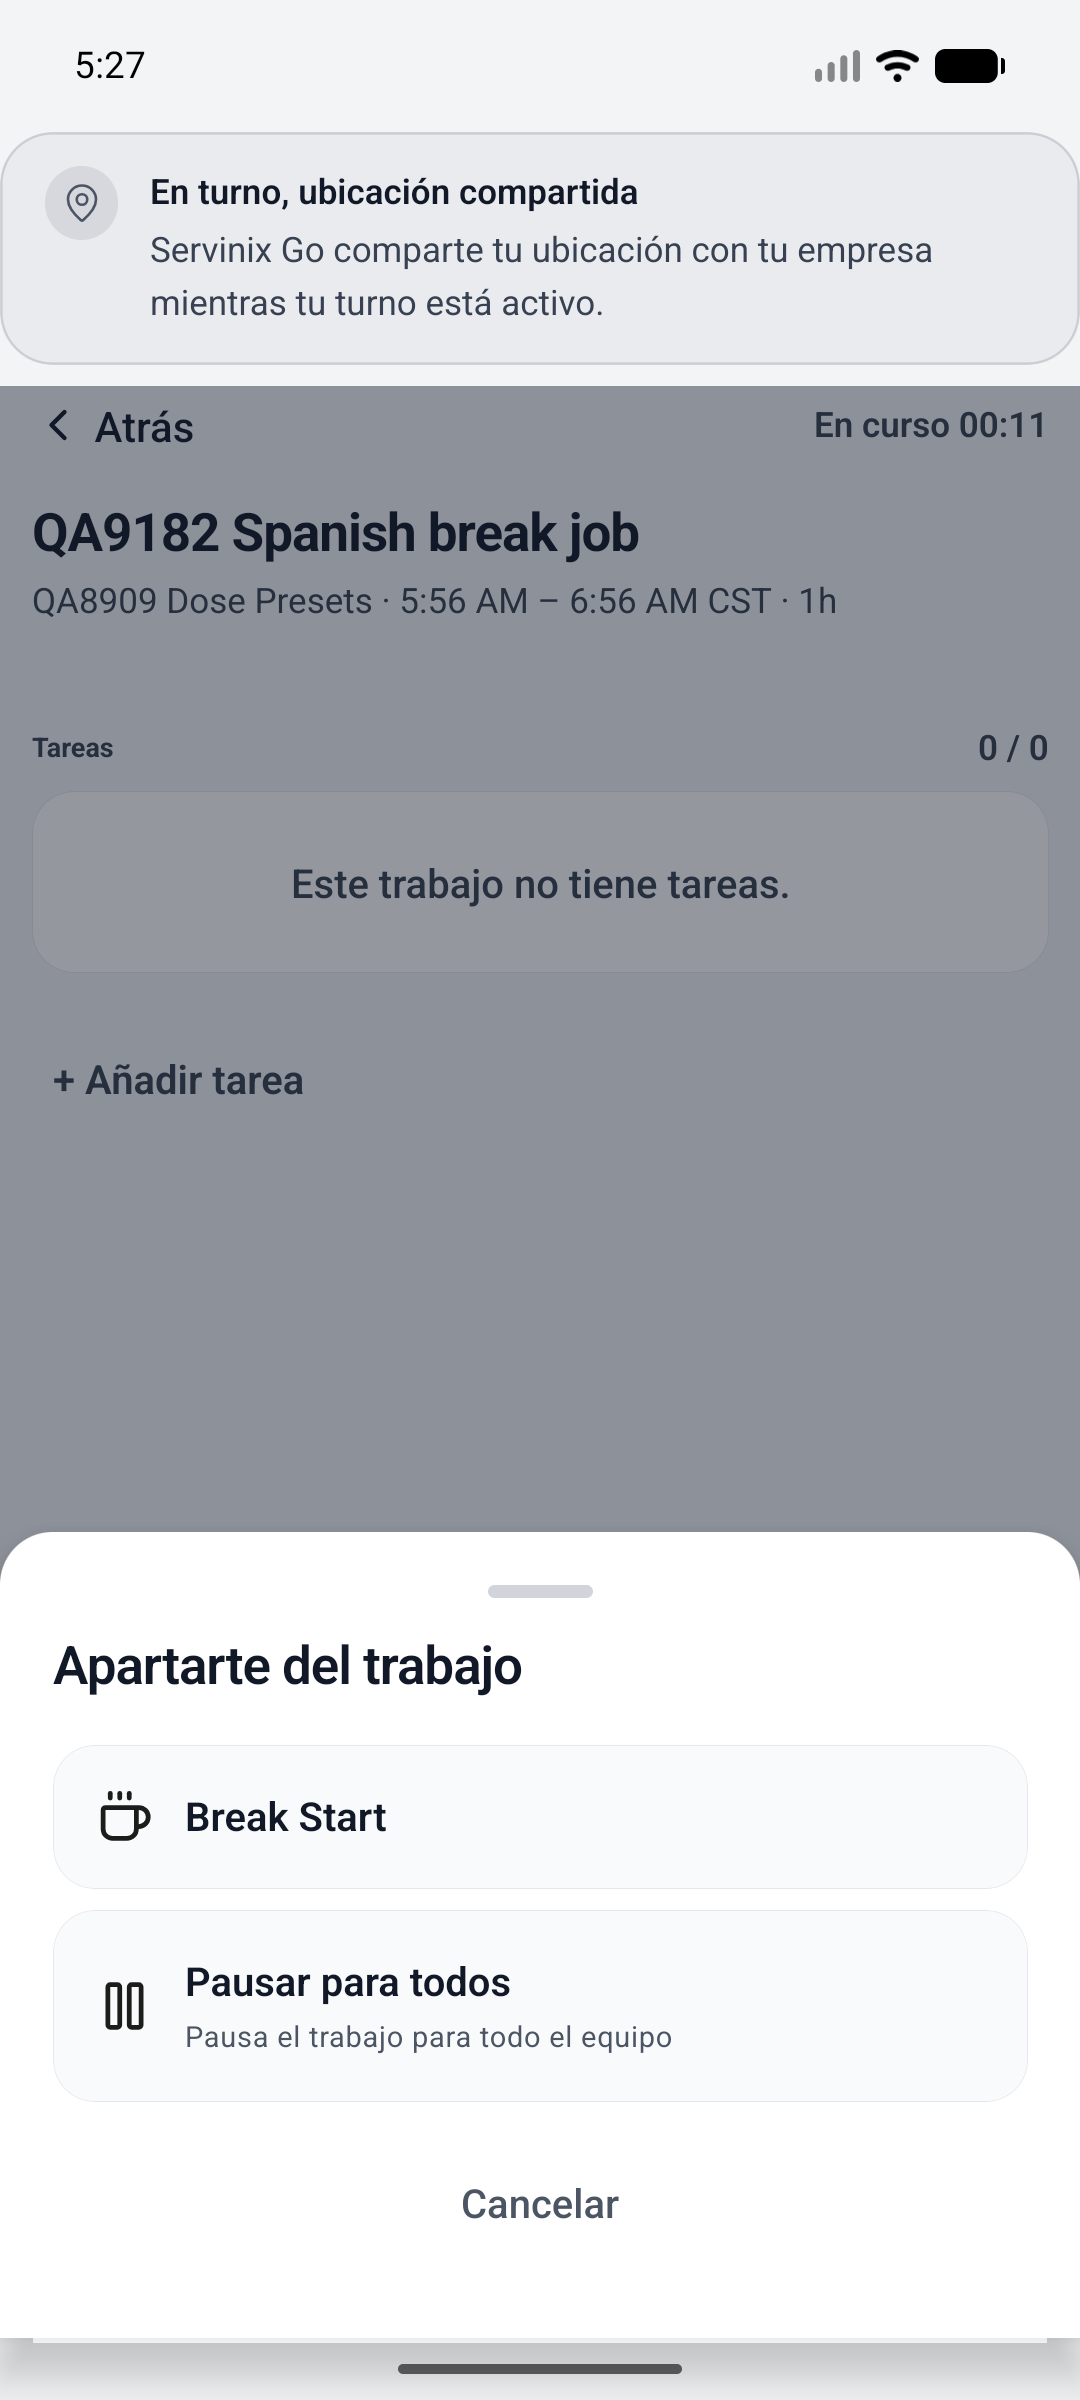 5:27
En turno, ubicación compartida
Servinix Go comparte tu ubicación con tu empresa
mientras tu turno está activo.
Atrás
En curso 00:11
QA9182 Spanish break job
QA8909 Dose Presets · 5:56 AM – 6:56 AM CST · 1h
Tareas
0 / 0
Este trabajo no tiene tareas.
+ Añadir tarea
Apartarte del trabajo
Break Start
Pausar para todos
Pausa el trabajo para todo el equipo
Cancelar